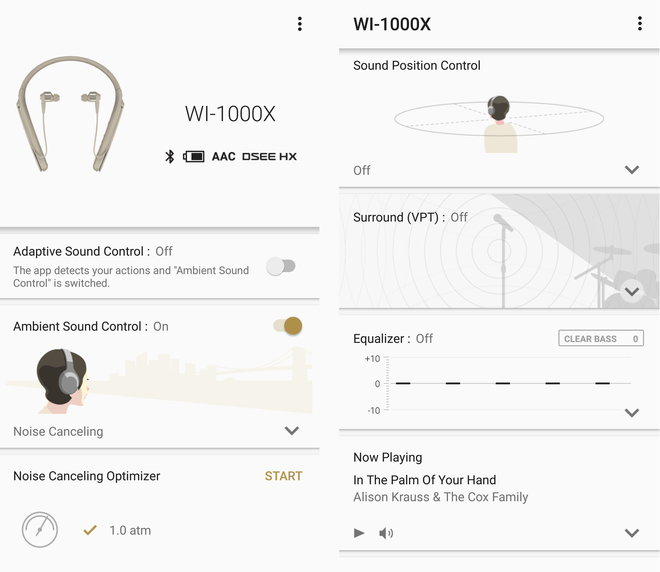 WI-1000X
AAC DSEE HX
Adaptive Sound Control : Off
The app detects your actions and "Ambient Sound
Control" is switched.
Ambient Sound Control : On
Noise Canceling
Noise Canceling Optimizer START
1.0 atm
WI-1000X
Sound Position Control
Off
Surround (VPT) : Off
Equalizer : Off CLEAR BASS 0
+10
0
-10
Now Playing
In The Palm Of Your Hand
Alison Krauss & The Cox Family